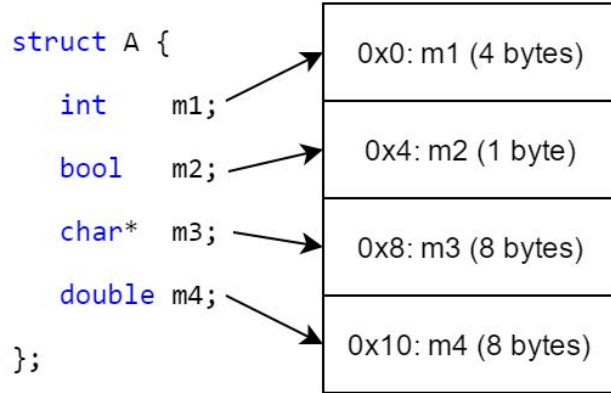 struct A {
int m1;
bool m2;
char* m3;
double m4;
};
0x0: m1 (4 bytes)
0x4: m2 (1 byte)
0x8: m3 (8 bytes)
0x10: m4 (8 bytes)